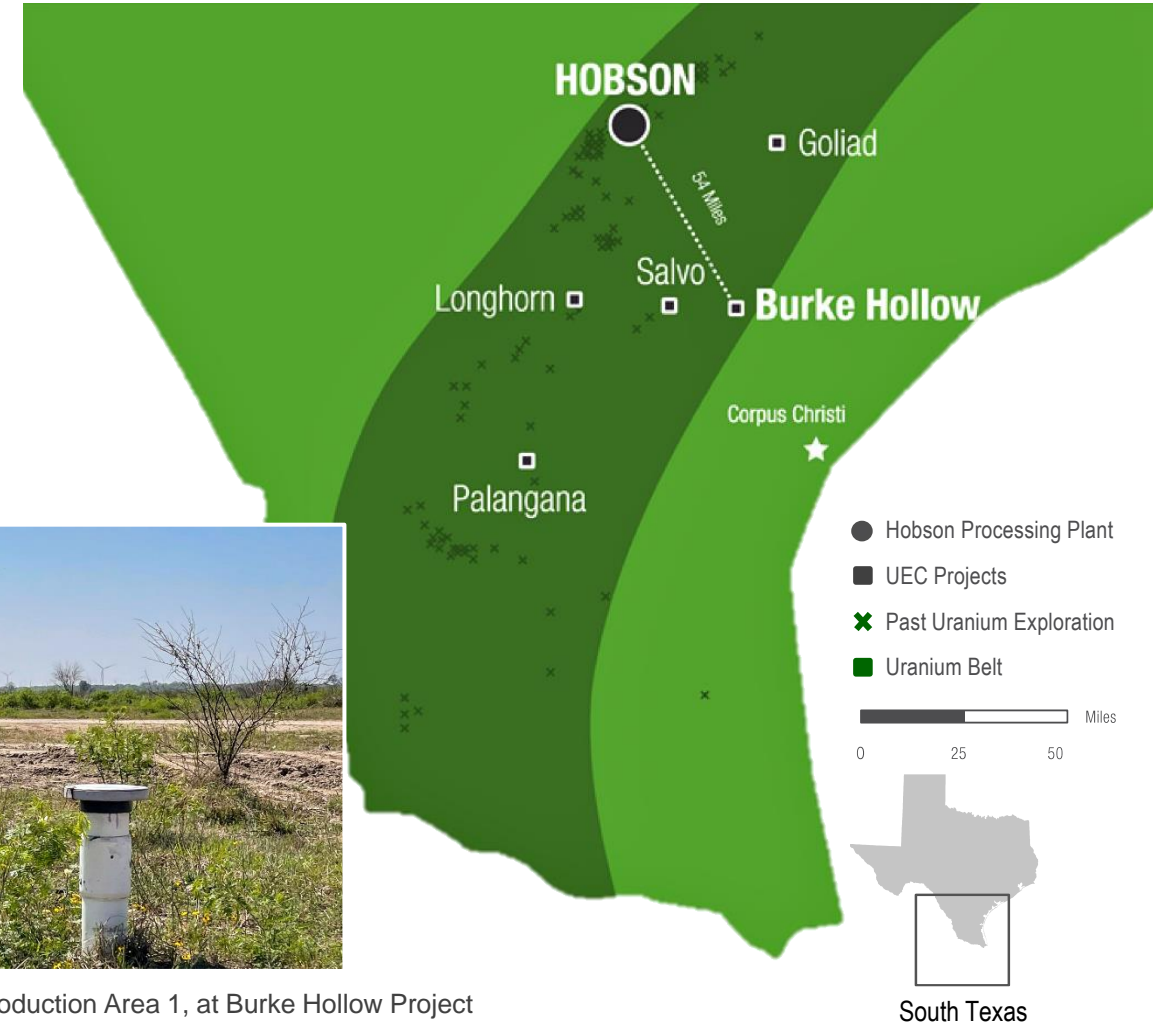 HOBSON
Goliad
54 Miles
Salvo
Longhorn
Burke Hollow
Corpus Christi
Palangana
Hobson Processing Plant
UEC Projects
Past Uranium Exploration
Uranium Belt
Miles
0 25 50
South Texas
oduction Area 1, at Burke Hollow Project